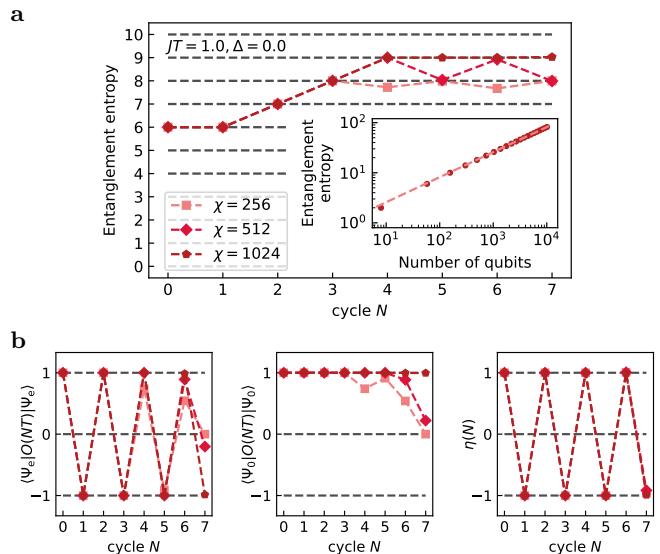 a
JT = 1.0, Δ = 0.0
Entanglement entropy
10
9
8
7
6
5
4
3
2
1
0
χ = 256
χ = 512
χ = 1024
Entanglement
entropy
10²
10¹
10⁰
10¹ 10² 10³ 10⁴
Number of qubits
0 1 2 3 4 5 6 7
cycle N
b
⟨Ψₑ|O(NT)|Ψₑ⟩
1
0
−1
0 1 2 3 4 5 6 7
cycle N
⟨Ψ₀|O(NT)|Ψ₀⟩
1
0
−1
0 1 2 3 4 5 6 7
cycle N
η(N)
1
0
−1
0 1 2 3 4 5 6 7
cycle N